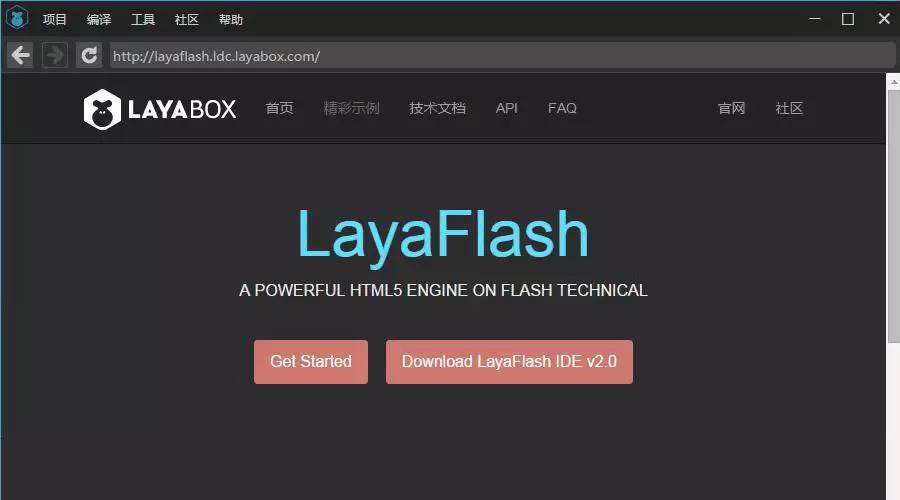 项目 编译 工具 社区 帮助
http://layaflash.ldc.layabox.com/
LAYABOX 首页 精彩示例 技术文档 API FAQ 官网 社区
LayaFlash
A POWERFUL HTML5 ENGINE ON FLASH TECHNICAL
Get Started Download LayaFlash IDE v2.0